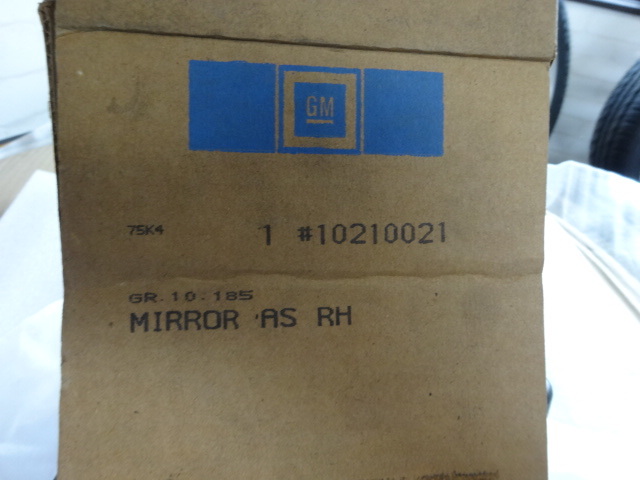 GM
75K4 1 #10210021
GR.10.185
MIRROR AS RH